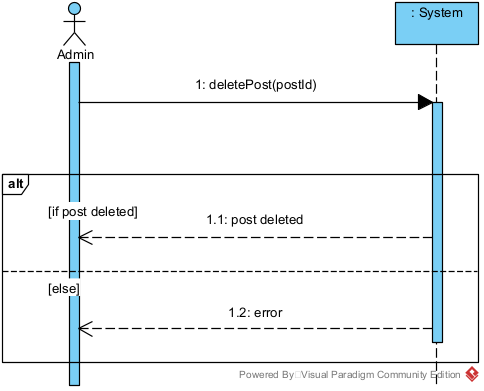 : System
Admin
1: deletePost(postId)
alt
[if post deleted]
1.1: post deleted
[else]
1.2: error
Powered By Visual Paradigm Community Edition